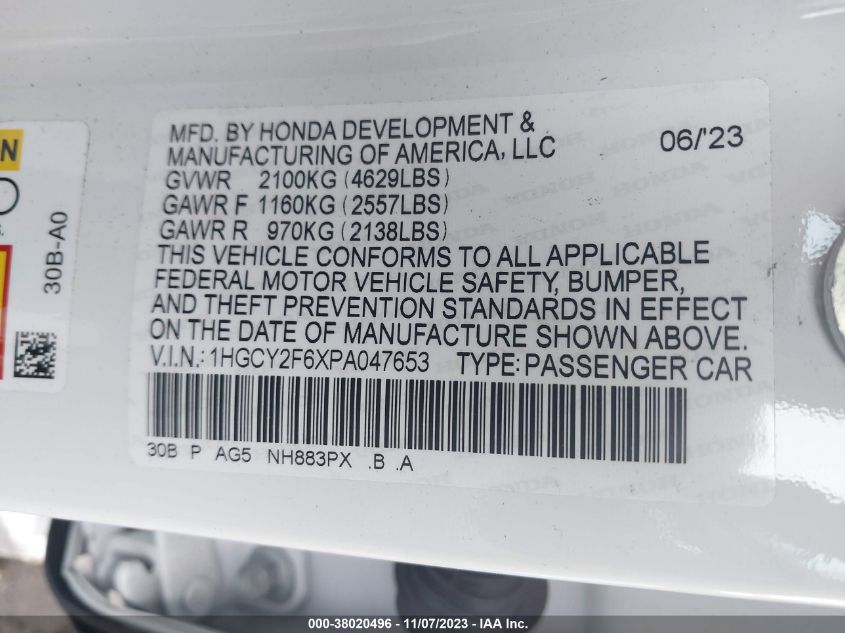 MFD. BY HONDA DEVELOPMENT &
MANUFACTURING OF AMERICA, LLC 06/'23
GVWR 2100KG (4629LBS)
GAWR F 1160KG (2557LBS)
GAWR R 970KG (2138LBS)
THIS VEHICLE CONFORMS TO ALL APPLICABLE
FEDERAL MOTOR VEHICLE SAFETY, BUMPER,
AND THEFT PREVENTION STANDARDS IN EFFECT
ON THE DATE OF MANUFACTURE SHOWN ABOVE.
V.I.N.: 1HGCY2F6XPA047653 TYPE: PASSENGER CAR
30B P AG5 NH883PX .B .A
30B-A0
000-38020496 - 11/07/2023 - IAA Inc.